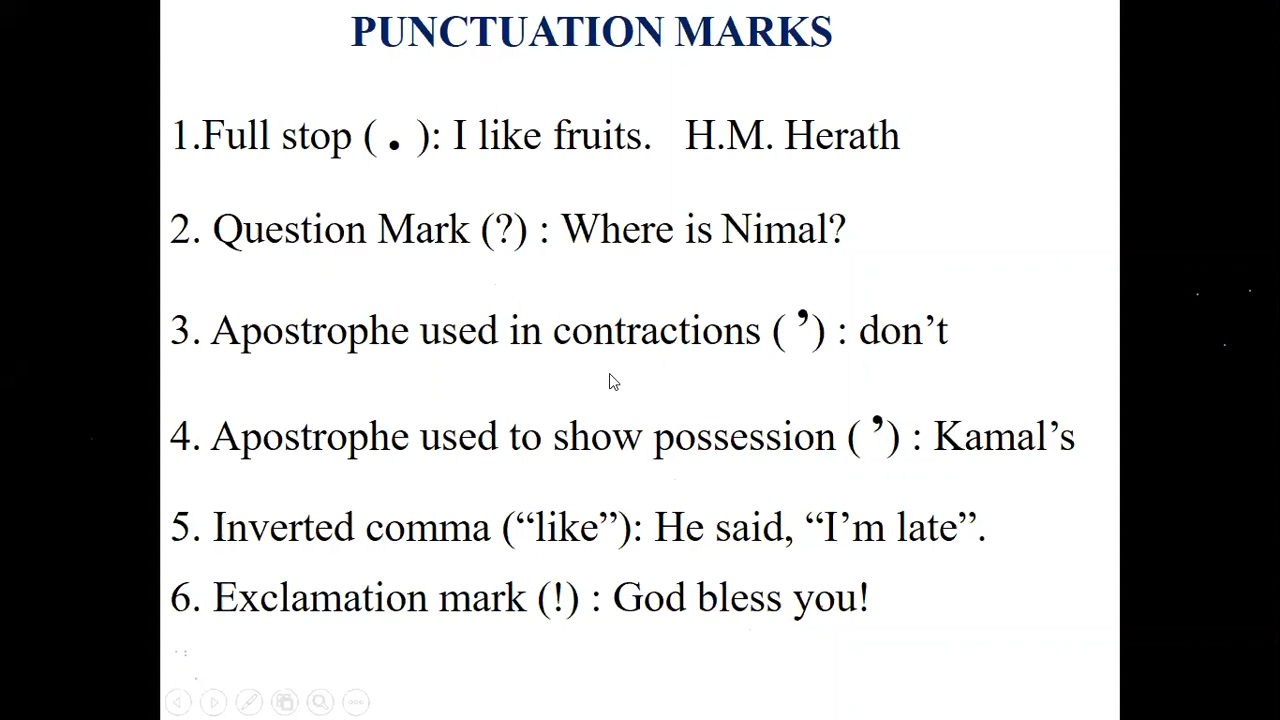 PUNCTUATION MARKS
1.Full stop ( . ): I like fruits.   H.M. Herath
2. Question Mark (?) : Where is Nimal?
3. Apostrophe used in contractions ( ’) : don’t
4. Apostrophe used to show possession ( ’) : Kamal’s
5. Inverted comma (“like”): He said, “I’m late”.
6. Exclamation mark (!) : God bless you!